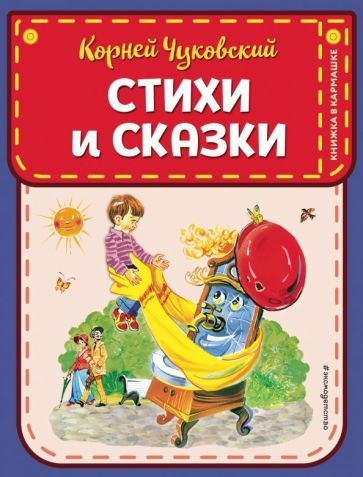 Корней Чуковский
СТИХИ
и СКАЗКИ
КНИЖКА В КАРМАШКЕ
#эксмодетство